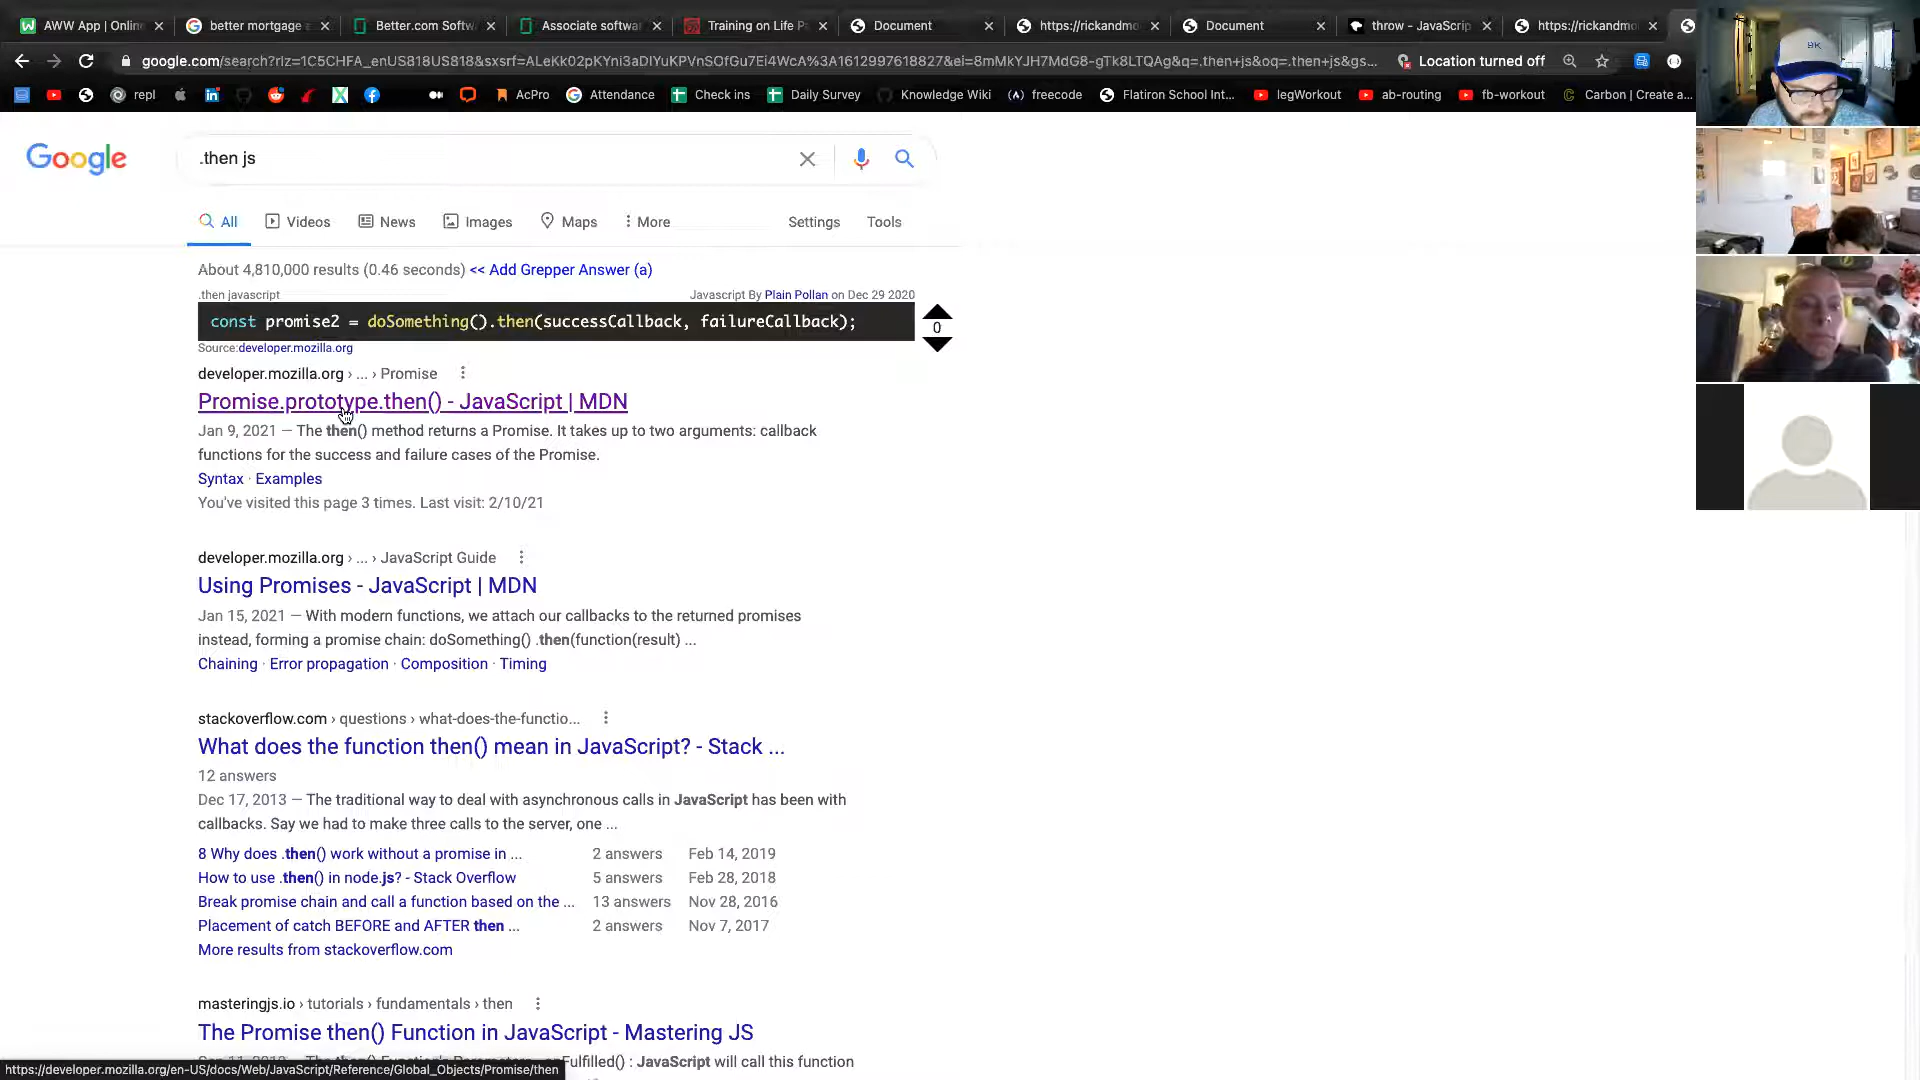 AWW App | Onlin
better mortgage a
Better.com Softw
Associate softwa
Training on Life P
Document
https://rickandmo
Document
throw - JavaScrip
https://rickandmo
google.com/search?rlz=1C5CHFA_enUS818US818&sxsrf=ALeKk02pKYni3aDlYuKPVnSOfGu7Ei4WcA%3A1612997618827&ei=8mMkYJH7MdG8-gTk8LTQAg&q=.then+js&oq=.then+js&gs...
Location turned off
repl
AcPro
Attendance
Check ins
Daily Survey
Knowledge Wiki
(A) freecode
Flatiron School Int...
legWorkout
ab-routing
fb-workout
Carbon | Create a...
Google
.then js
All
Videos
News
Images
Maps
More
Settings
Tools
About 4,810,000 results (0.46 seconds) << Add Grepper Answer (a)
.then javascript
Javascript By Plain Pollan on Dec 29 2020
const promise2 = doSomething().then(successCallback, failureCallback);
0
Source:developer.mozilla.org
developer.mozilla.org › ... › Promise
Promise.prototype.then() - JavaScript | MDN
Jan 9, 2021 — The then() method returns a Promise. It takes up to two arguments: callback
functions for the success and failure cases of the Promise.
Syntax · Examples
You've visited this page 3 times. Last visit: 2/10/21
developer.mozilla.org › ... › JavaScript Guide
Using Promises - JavaScript | MDN
Jan 15, 2021 — With modern functions, we attach our callbacks to the returned promises
instead, forming a promise chain: doSomething() .then(function(result) ...
Chaining · Error propagation · Composition · Timing
stackoverflow.com › questions › what-does-the-functio...
What does the function then() mean in JavaScript? - Stack ...
12 answers
Dec 17, 2013 — The traditional way to deal with asynchronous calls in JavaScript has been with
callbacks. Say we had to make three calls to the server, one ...
8 Why does .then() work without a promise in ... 2 answers Feb 14, 2019
How to use .then() in node.js? - Stack Overflow 5 answers Feb 28, 2018
Break promise chain and call a function based on the ... 13 answers Nov 28, 2016
Placement of catch BEFORE and AFTER then ... 2 answers Nov 7, 2017
More results from stackoverflow.com
masteringjs.io › tutorials › fundamentals › then
The Promise then() Function in JavaScript - Mastering JS
Fulfilled() : JavaScript will call this function
https://developer.mozilla.org/en-US/docs/Web/JavaScript/Reference/Global_Objects/Promise/then